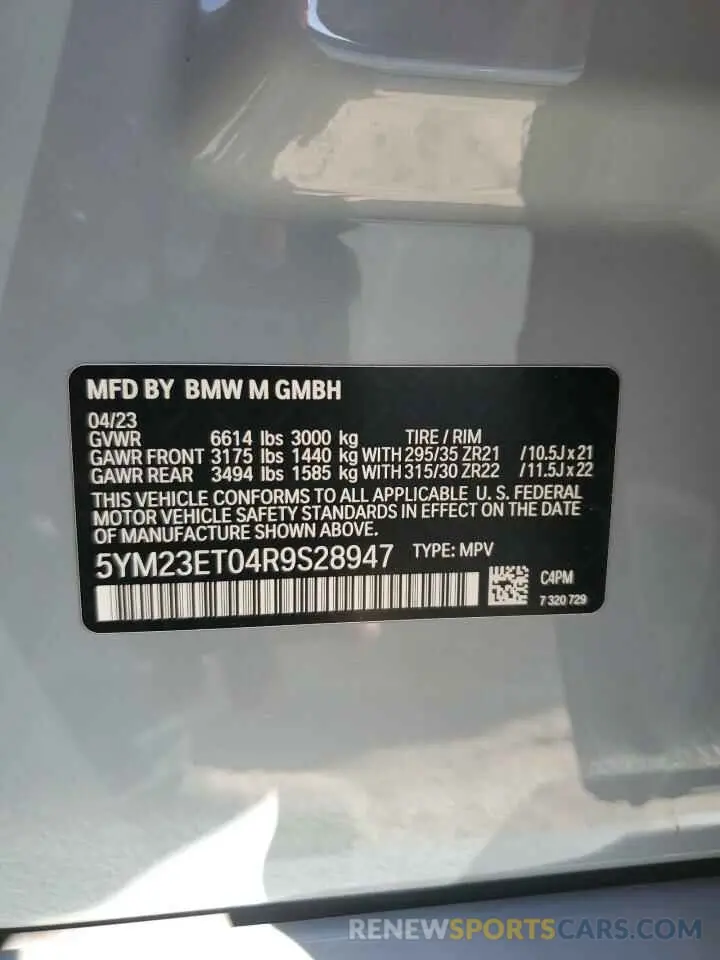 MFD BY BMW M GMBH
04/23
GVWR 6614 lbs 3000 kg TIRE / RIM
GAWR FRONT 3175 lbs 1440 kg WITH 295/35 ZR21 /10.5J x 21
GAWR REAR 3494 lbs 1585 kg WITH 315/30 ZR22 /11.5J x 22
THIS VEHICLE CONFORMS TO ALL APPLICABLE U. S. FEDERAL
MOTOR VEHICLE SAFETY STANDARDS IN EFFECT ON THE DATE
OF MANUFACTURE SHOWN ABOVE.
5YM23ET04R9S28947 TYPE: MPV
C4PM
7 320 729
RENEWSPORTSCARS.COM